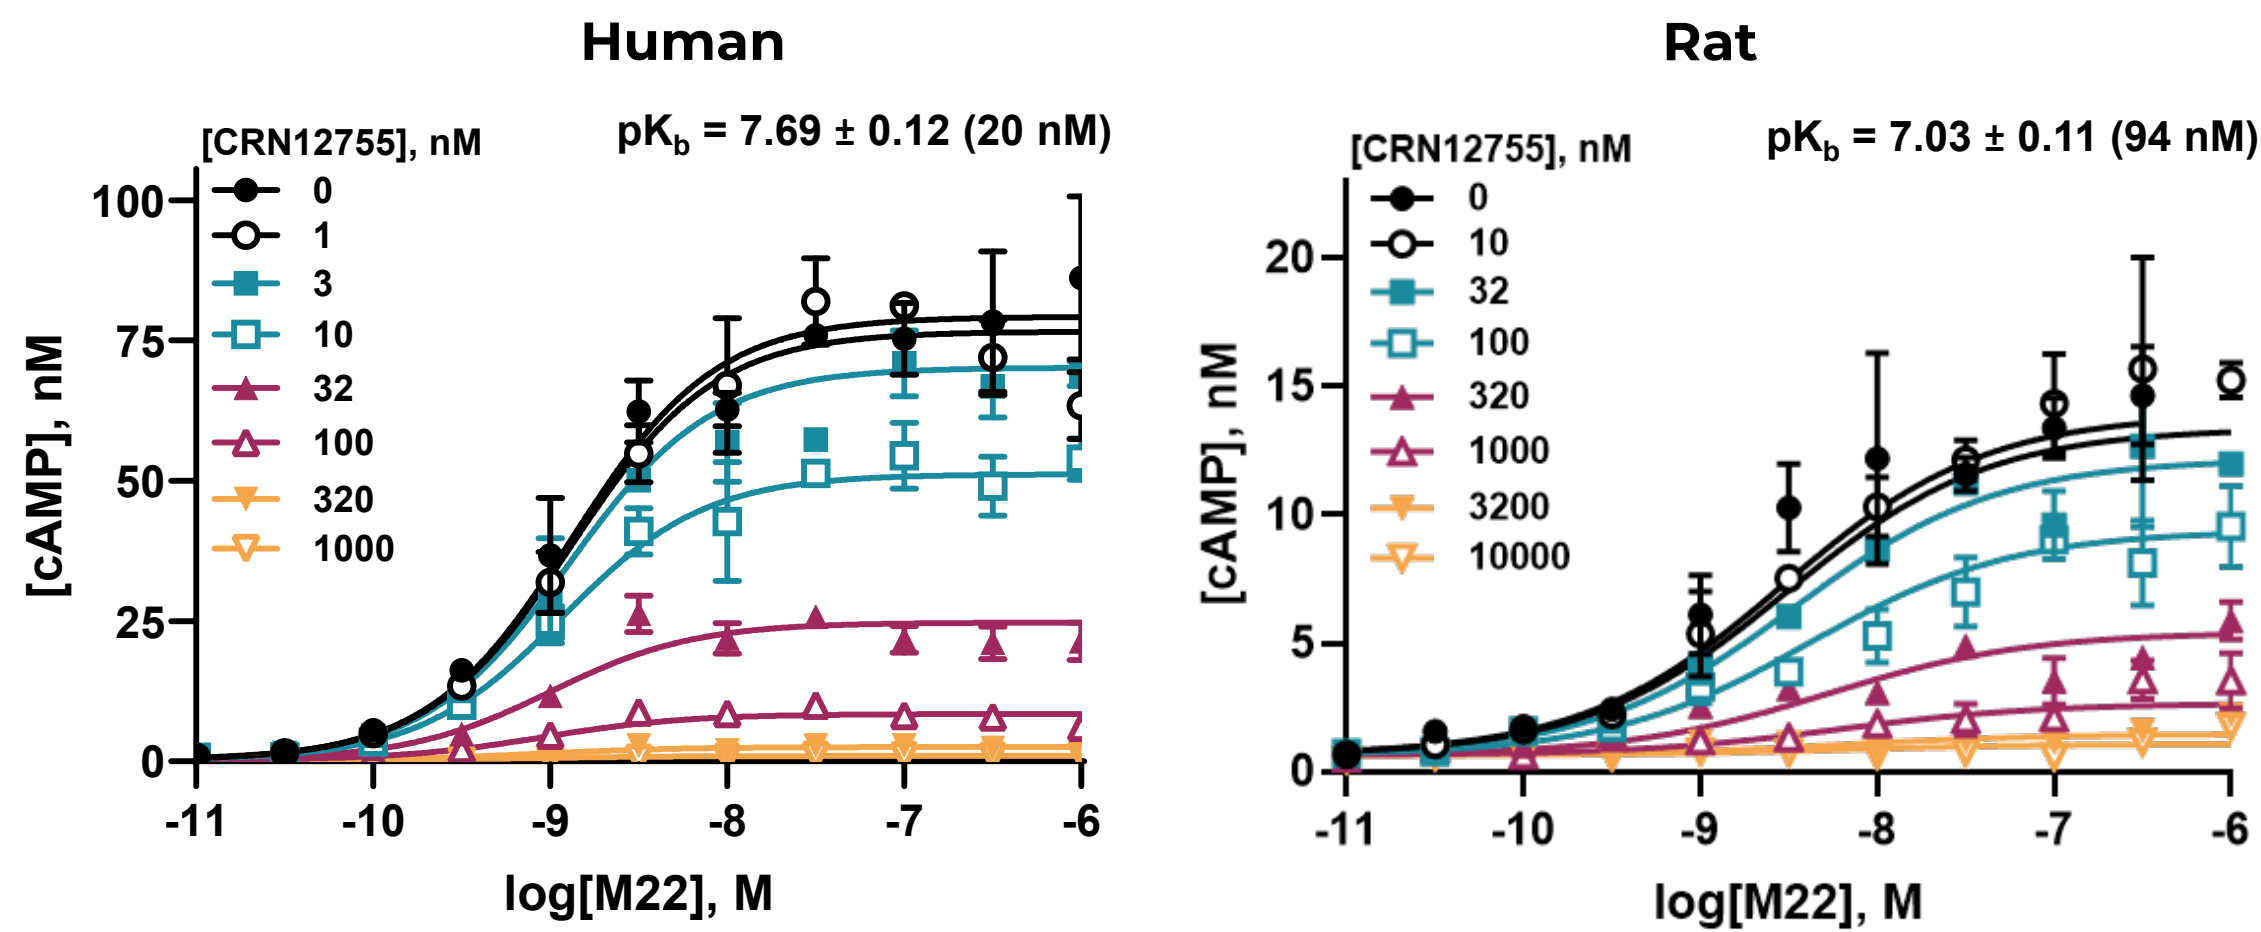 Human
pKb = 7.69 ± 0.12 (20 nM)
[CRN12755], nM
0
1
3
10
32
100
320
1000
100
75
50
25
0
[cAMP], nM
-11 -10 -9 -8 -7 -6
log[M22], M
Rat
pKb = 7.03 ± 0.11 (94 nM)
[CRN12755], nM
0
10
32
100
320
1000
3200
10000
20
15
10
5
0
[cAMP], nM
-11 -10 -9 -8 -7 -6
log[M22], M